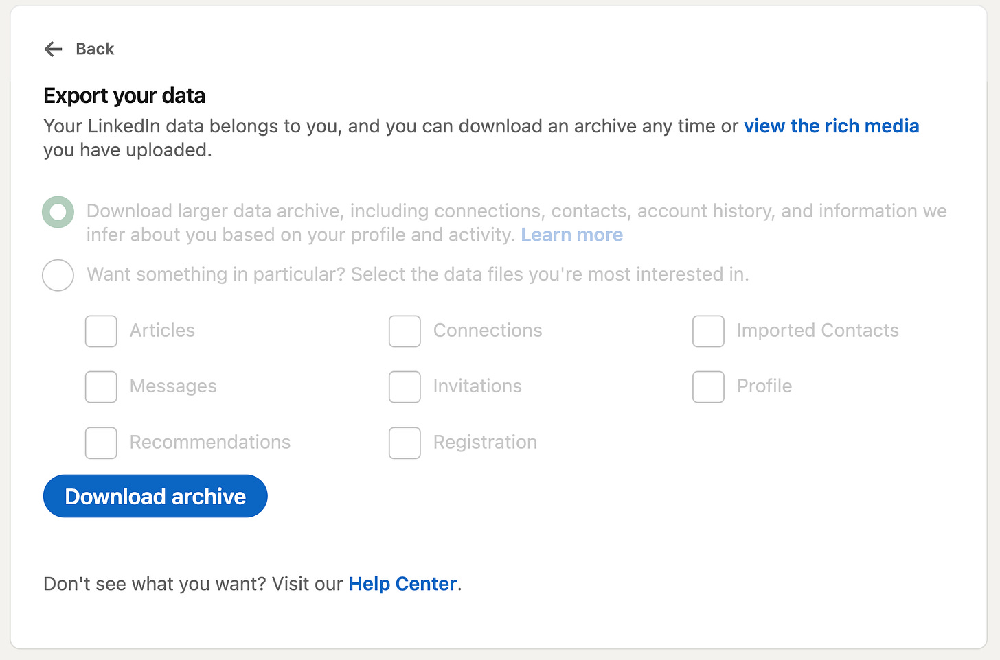 Back
Export your data
Your LinkedIn data belongs to you, and you can download an archive any time or view the rich media
you have uploaded.
Download larger data archive, including connections, contacts, account history, and information we
infer about you based on your profile and activity. Learn more
Want something in particular? Select the data files you're most interested in.
Articles Connections Imported Contacts
Messages Invitations Profile
Recommendations Registration
Download archive
Don't see what you want? Visit our Help Center.